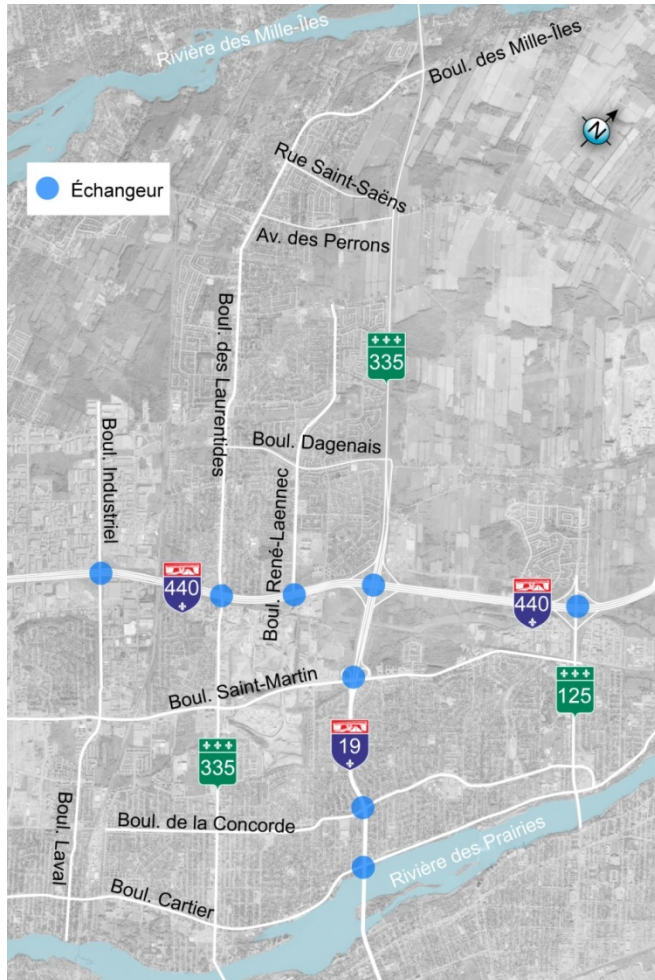 Rivière des Mille-Îles
Boul. des Mille-Îles
N
Échangeur
Rue Saint-Saëns
Av. des Perrons
335
Boul. des Laurentides
Boul. Dagenais
Boul. Industriel
Boul. René-Laennec
440
440
Boul. Saint-Martin
125
335
19
Boul. de la Concorde
Boul. Laval
Rivière des Prairies
Boul. Cartier